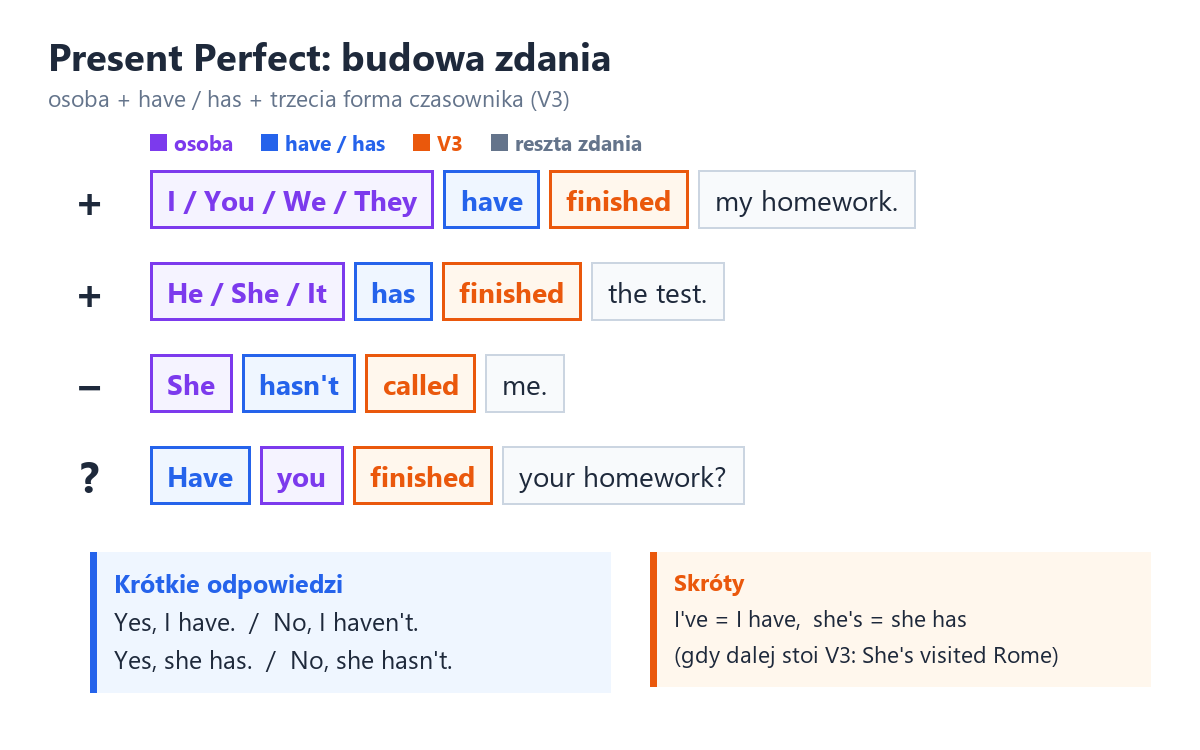 Present Perfect: budowa zdania
osoba + have / has + trzecia forma czasownika (V3)
osoba have / has V3 reszta zdania
+ I / You / We / They have finished my homework.
+ He / She / It has finished the test.
– She hasn't called me.
? Have you finished your homework?
Krótkie odpowiedzi
Yes, I have. / No, I haven't.
Yes, she has. / No, she hasn't.
Skróty
I've = I have, she's = she has
(gdy dalej stoi V3: She's visited Rome)